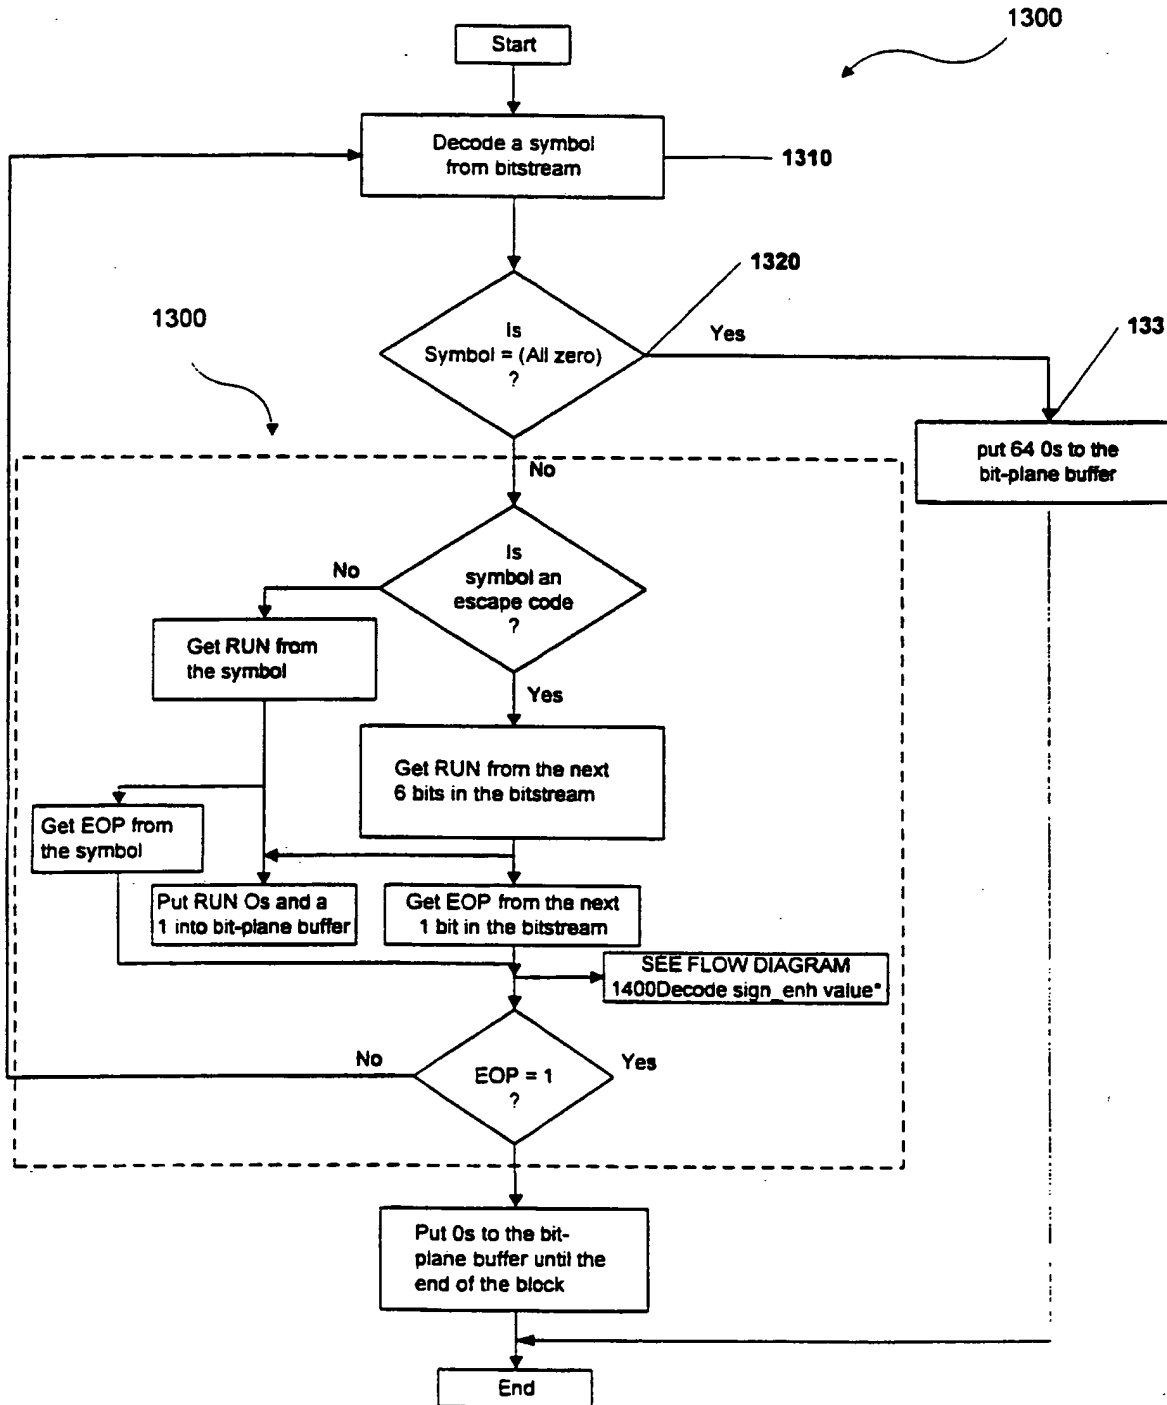 1300
Start
Decode a symbol
from bitstream
1310
1320
Is
Symbol = (All zero)
?
Yes
133
1300
put 64 0s to the
bit-plane buffer
No
Is
symbol an
escape code
?
No
Get RUN from
the symbol
Yes
Get RUN from the next
6 bits in the bitstream
Get EOP from
the symbol
Put RUN Os and a
1 into bit-plane buffer
Get EOP from the next
1 bit in the bitstream
SEE FLOW DIAGRAM
1400Decode sign_enh value*
No
EOP = 1
?
Yes
Put 0s to the bit-
plane buffer until the
end of the block
End